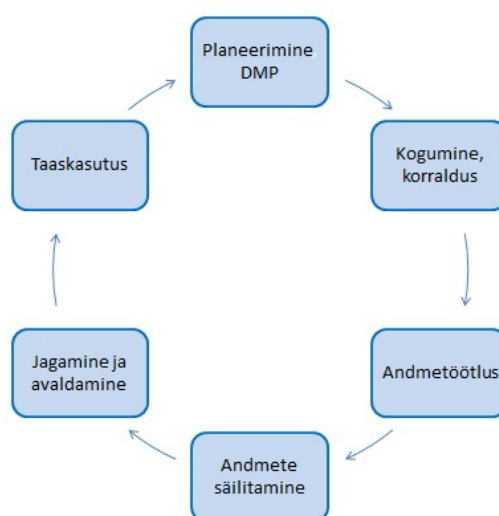 Planeerimine,
DMP
Kogumine,
korraldus
Andmetöötlus
Andmete
säilitamine
Jagamine ja
avaldamine
Taaskasutus